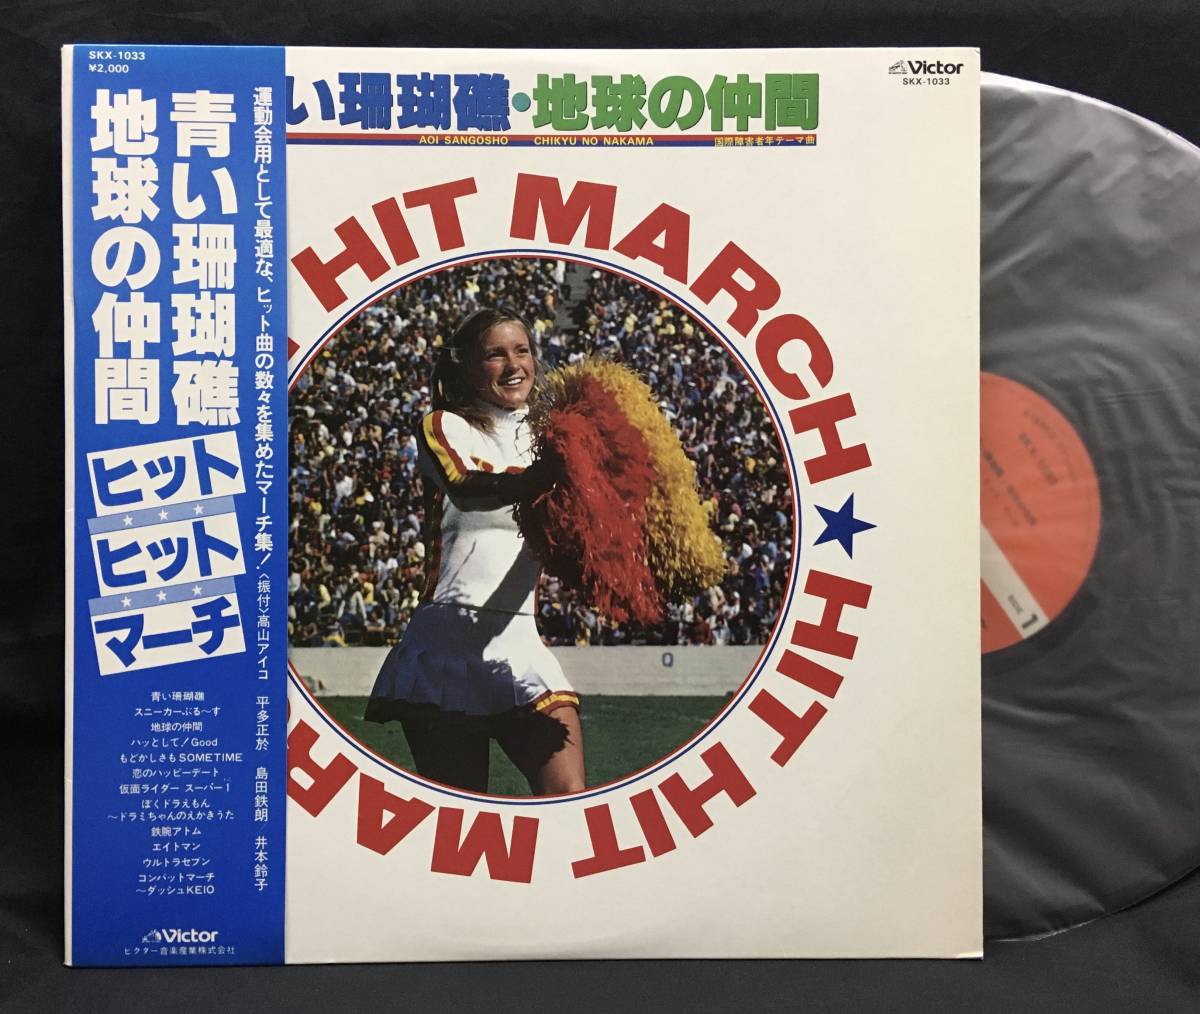 SKX-1033
¥2,000
青い珊瑚礁
地球の仲間
運動会用として最適な、ヒット曲の数々を集めたマーチ集!〈振付〉高山アイコ 平多正於 島田鉄朗 井本鈴子
ヒット
ヒット
マーチ
青い珊瑚礁
スニーカーぶる〜す
地球の仲間
ハッとして!Good
もどかしさもSOMETIME
恋のハッピーデート
仮面ライダー スーパー1
ぼくドラえもん
〜ドラミちゃんのえかきうた
鉄腕アトム
エイトマン
ウルトラセブン
コンバットマーチ
〜ダッシュKEIO
Victor
ビクター音楽産業株式会社
い珊瑚礁・地球の仲間
AOI SANGOSHO CHIKYU NO NAKAMA 国際障害者年テーマ曲
Victor
SKX-1033
HIT MARCH★HIT HIT MAR
Q
SIDE 1